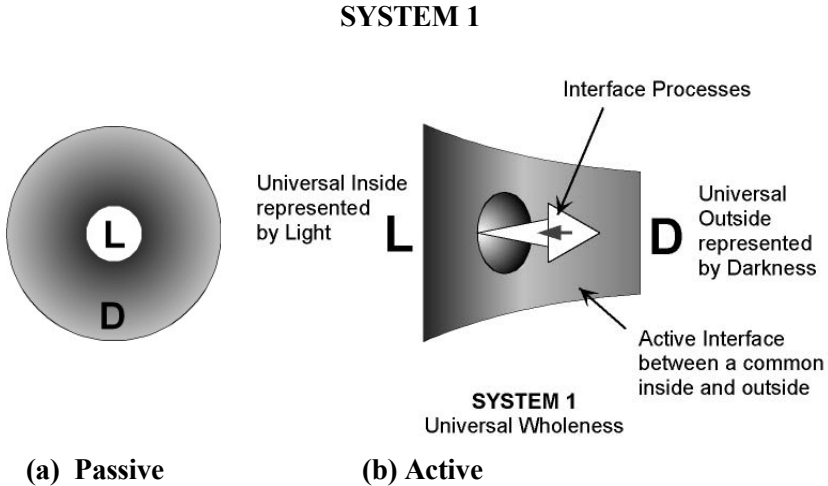 SYSTEM 1
L
D
(a) Passive
Interface Processes
Universal Inside
represented
by Light
L
D
Universal
Outside
represented
by Darkness
Active Interface
between a common
inside and outside
SYSTEM 1
Universal Wholeness
(b) Active